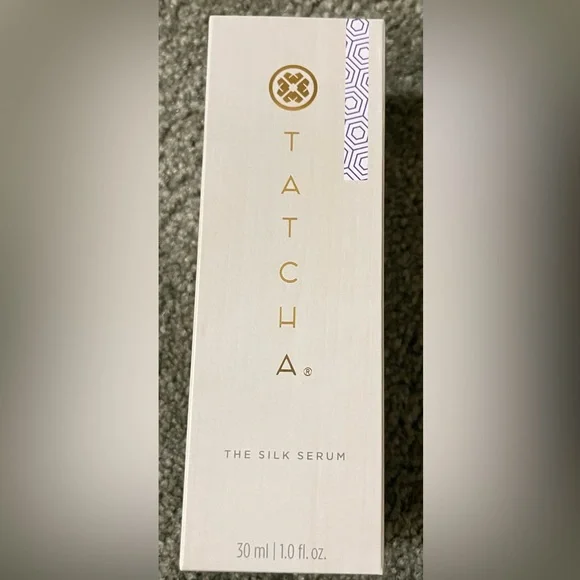 TATCHA®
THE SILK SERUM
30 ml | 1.0 fl. oz.